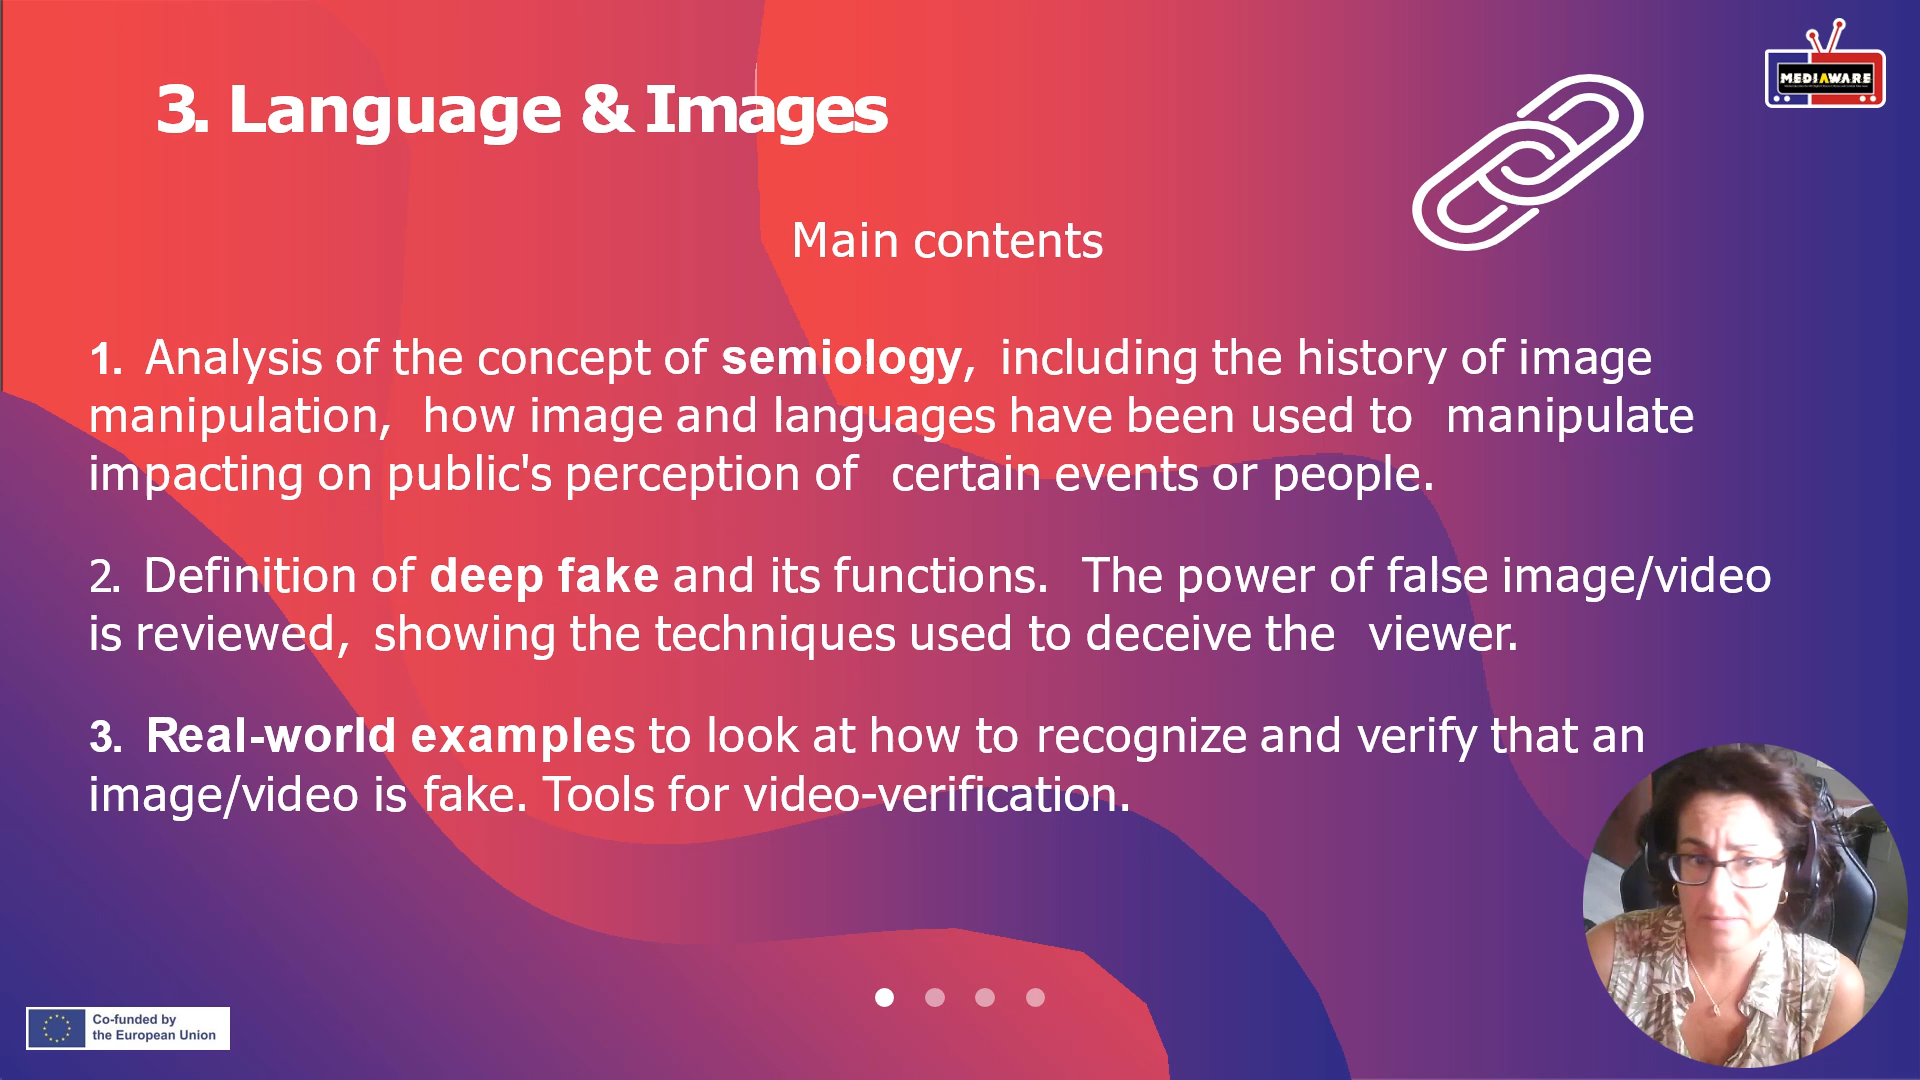 3. Language & Images
MEDIAWARE
Main contents
1. Analysis of the concept of semiology, including the history of image
manipulation, how image and languages have been used to manipulate
impacting on public's perception of certain events or people.
2. Definition of deep fake and its functions. The power of false image/video
is reviewed, showing the techniques used to deceive the viewer.
3. Real-world examples to look at how to recognize and verify that an
image/video is fake. Tools for video-verification.
Co-funded by
the European Union